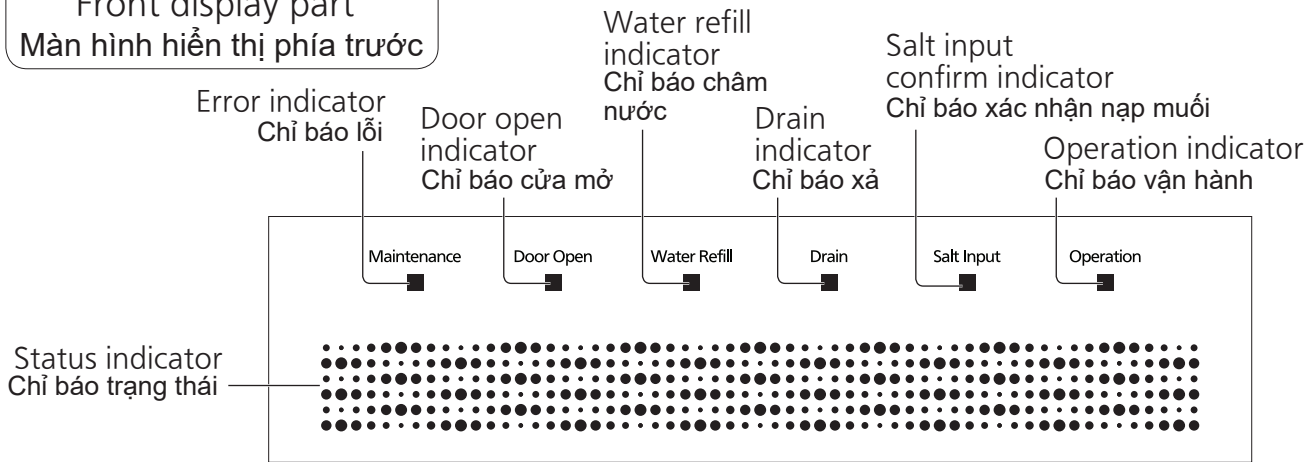 Front display part
Màn hình hiển thị phía trước
Water refill
indicator
Chỉ báo châm
nước
Salt input
confirm indicator
Chỉ báo xác nhận nạp muối
Error indicator
Chỉ báo lỗi
Door open
indicator
Chỉ báo cửa mở
Drain
indicator
Chỉ báo xả
Operation indicator
Chỉ báo vận hành
Maintenance
Door Open
Water Refill
Drain
Salt Input
Operation
Status indicator
Chỉ báo trạng thái